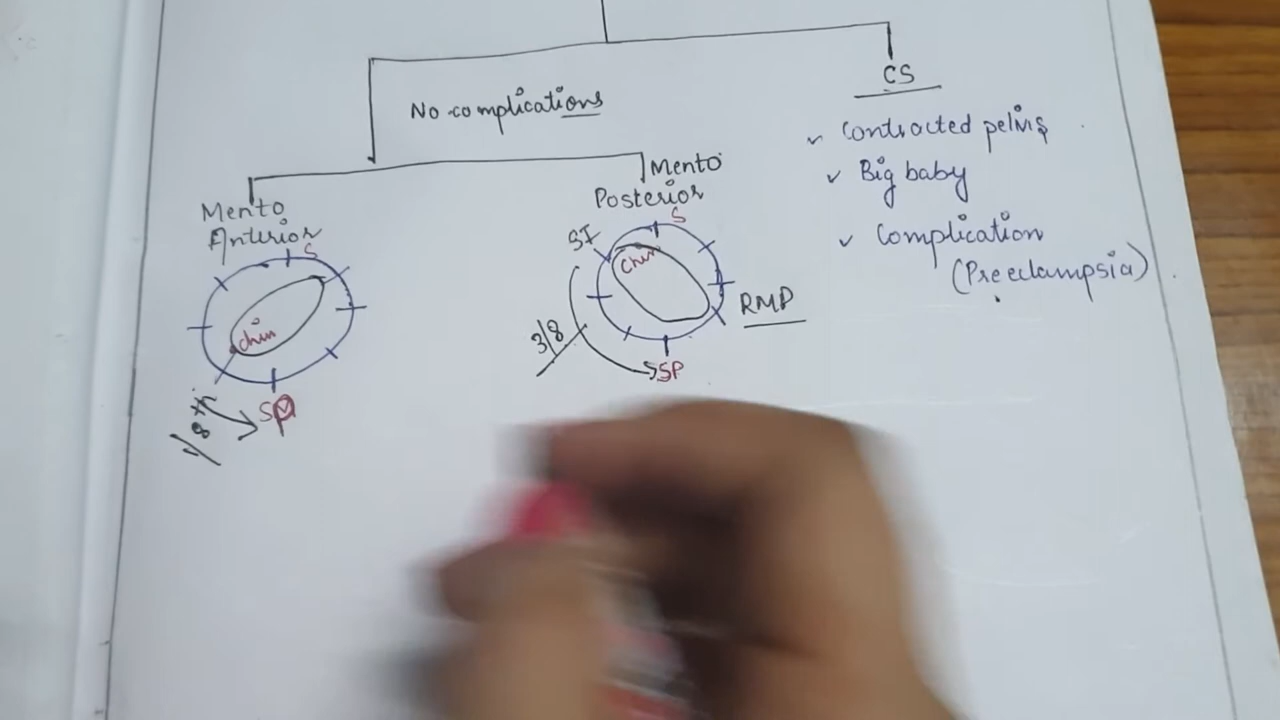 CS
No complications
✓ Contracted pelvis
✓ Big baby
✓ Complication
(Preeclampsia)
Mento
Anterior
S
Chin
1/8th
SP
Mento
Posterior
S
SI
Chin
RMP
3/8
SP